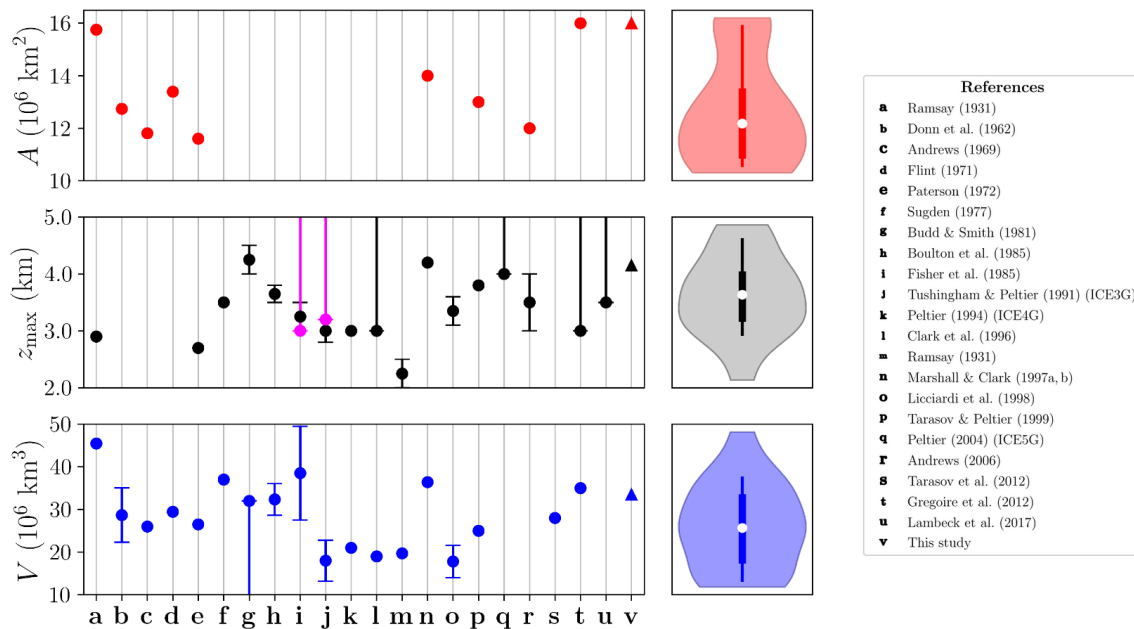 16
14
12
10
A (10⁶ km²)
5.0
4.0
3.0
2.0
z_max (km)
50
40
30
20
10
V (10⁶ km³)
a b c d e f g h i j k l m n o p q r s t u v
References
a Ramsay (1931)
b Donn et al. (1962)
c Andrews (1969)
d Flint (1971)
e Paterson (1972)
f Sugden (1977)
g Budd & Smith (1981)
h Boulton et al. (1985)
i Fisher et al. (1985)
j Tushingham & Peltier (1991) (ICE3G)
k Peltier (1994) (ICE4G)
l Clark et al. (1996)
m Ramsay (1931)
n Marshall & Clark (1997a, b)
o Licciardi et al. (1998)
p Tarasov & Peltier (1999)
q Peltier (2004) (ICE5G)
r Andrews (2006)
s Tarasov et al. (2012)
t Gregoire et al. (2012)
u Lambeck et al. (2017)
v This study